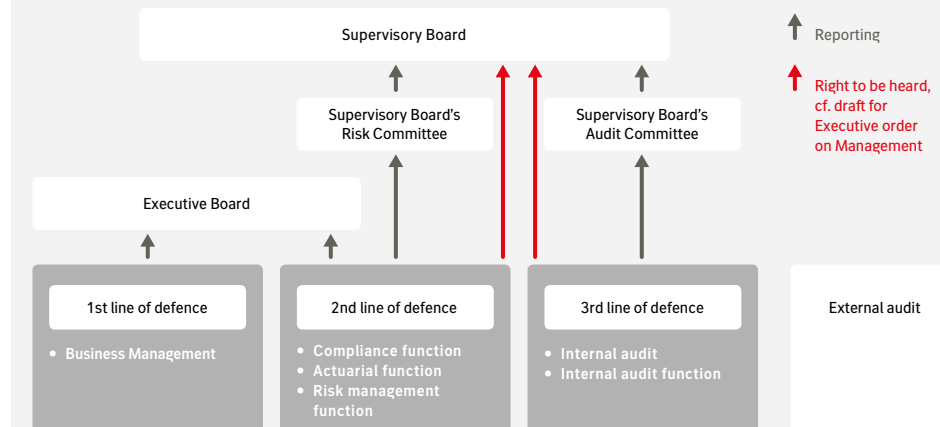 Supervisory Board
Reporting
Right to be heard,
cf. draft for
Executive order
on Management
Supervisory Board's
Risk Committee
Supervisory Board's
Audit Committee
Executive Board
1st line of defence
• Business Management
2nd line of defence
• Compliance function
• Actuarial function
• Risk management
function
3rd line of defence
• Internal audit
• Internal audit function
External audit